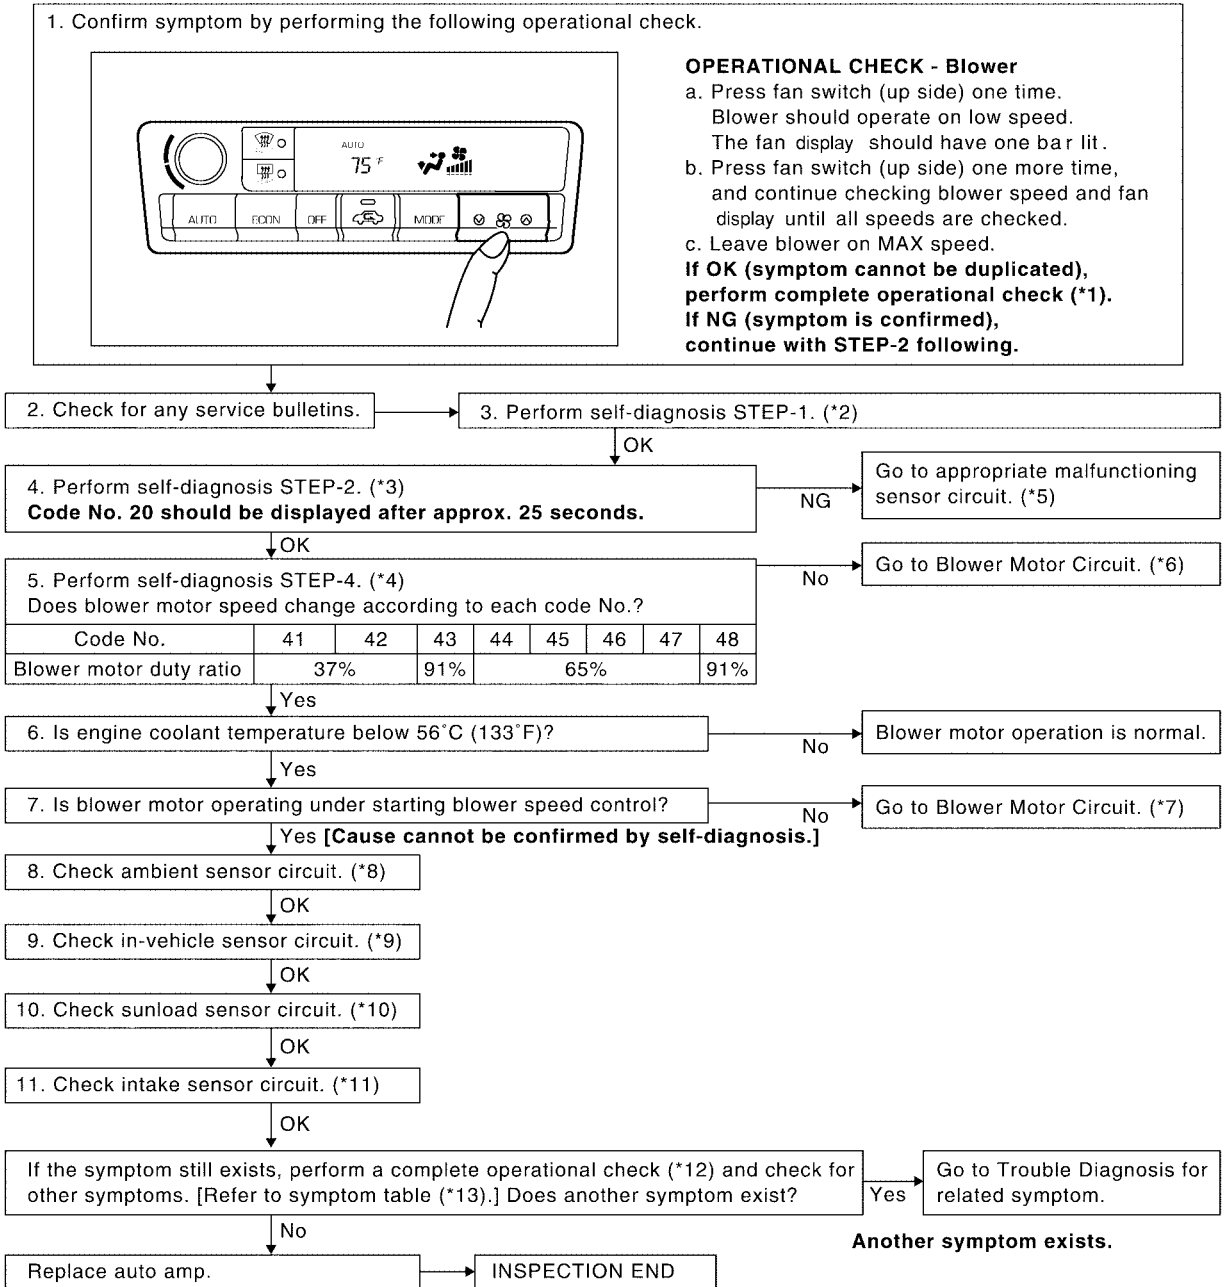 1. Confirm symptom by performing the following operational check.
AUTO
75°F
AUTO
ECON
OFF
MODE
OPERATIONAL CHECK - Blower
a. Press fan switch (up side) one time.
Blower should operate on low speed.
The fan display should have one bar lit.
b. Press fan switch (up side) one more time,
and continue checking blower speed and fan
display until all speeds are checked.
c. Leave blower on MAX speed.
If OK (symptom cannot be duplicated),
perform complete operational check (*1).
If NG (symptom is confirmed),
continue with STEP-2 following.
2. Check for any service bulletins.
3. Perform self-diagnosis STEP-1. (*2)
OK
4. Perform self-diagnosis STEP-2. (*3)
Code No. 20 should be displayed after approx. 25 seconds.
NG
Go to appropriate malfunctioning
sensor circuit. (*5)
OK
5. Perform self-diagnosis STEP-4. (*4)
Does blower motor speed change according to each code No.?
No
Go to Blower Motor Circuit. (*6)
Code No. 41 42 43 44 45 46 47 48
Blower motor duty ratio 37% 91% 65% 91%
Yes
6. Is engine coolant temperature below 56°C (133°F)?
No
Blower motor operation is normal.
Yes
7. Is blower motor operating under starting blower speed control?
No
Go to Blower Motor Circuit. (*7)
Yes [Cause cannot be confirmed by self-diagnosis.]
8. Check ambient sensor circuit. (*8)
OK
9. Check in-vehicle sensor circuit. (*9)
OK
10. Check sunload sensor circuit. (*10)
OK
11. Check intake sensor circuit. (*11)
OK
If the symptom still exists, perform a complete operational check (*12) and check for
other symptoms. [Refer to symptom table (*13).] Does another symptom exist?
Yes
Go to Trouble Diagnosis for
related symptom.
Another symptom exists.
No
Replace auto amp.
INSPECTION END